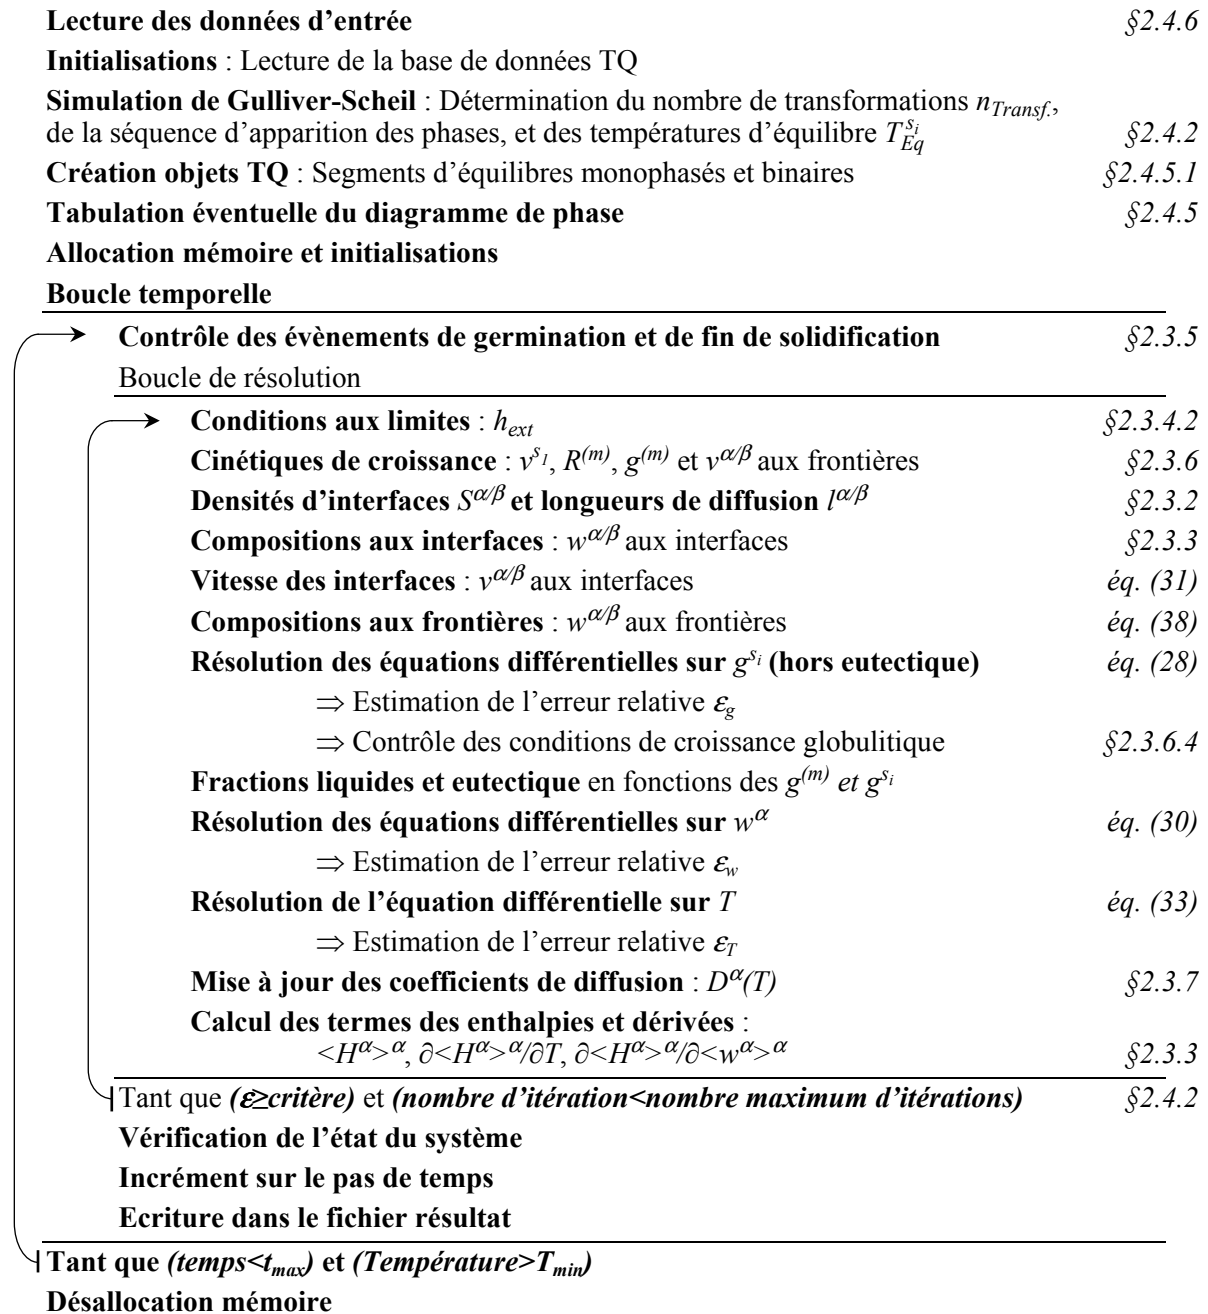 Lecture des données d'entrée §2.4.6
Initialisations : Lecture de la base de données TQ
Simulation de Gulliver-Scheil : Détermination du nombre de transformations n_Transf.,
de la séquence d'apparition des phases, et des températures d'équilibre T_Eq^{s_i} §2.4.2
Création objets TQ : Segments d'équilibres monophasés et binaires §2.4.5.1
Tabulation éventuelle du diagramme de phase §2.4.5
Allocation mémoire et initialisations
Boucle temporelle
Contrôle des évènements de germination et de fin de solidification §2.3.5
Boucle de résolution
Conditions aux limites : h_ext §2.3.4.2
Cinétiques de croissance : v^{s_1}, R^{(m)}, g^{(m)} et v^{α/β} aux frontières §2.3.6
Densités d'interfaces S^{α/β} et longueurs de diffusion l^{α/β} §2.3.2
Compositions aux interfaces : w^{α/β} aux interfaces §2.3.3
Vitesse des interfaces : v^{α/β} aux interfaces éq. (31)
Compositions aux frontières : w^{α/β} aux frontières éq. (38)
Résolution des équations différentielles sur g^{s_i} (hors eutectique) éq. (28)
⇒ Estimation de l'erreur relative ε_g
⇒ Contrôle des conditions de croissance globulitique §2.3.6.4
Fractions liquides et eutectique en fonctions des g^{(m)} et g^{s_i}
Résolution des équations différentielles sur w^α éq. (30)
⇒ Estimation de l'erreur relative ε_w
Résolution de l'équation différentielle sur T éq. (33)
⇒ Estimation de l'erreur relative ε_T
Mise à jour des coefficients de diffusion : D^α(T) §2.3.7
Calcul des termes des enthalpies et dérivées :
<H^α>^α, ∂<H^α>^α/∂T, ∂<H^α>^α/∂<w^α>^α §2.3.3
Tant que (ε≥critère) et (nombre d'itération<nombre maximum d'itérations) §2.4.2
Vérification de l'état du système
Incrément sur le pas de temps
Ecriture dans le fichier résultat
Tant que (temps<t_max) et (Température>T_min)
Désallocation mémoire